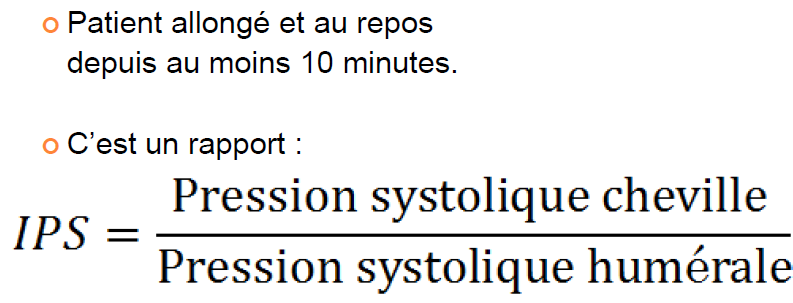 Patient allongé et au repos
depuis au moins 10 minutes.
C’est un rapport :
IPS = Pression systolique cheville
Pression systolique humérale